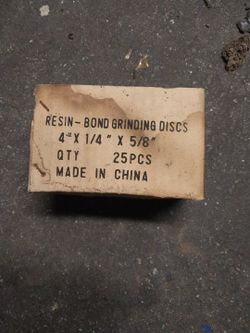 RESIN-BOND GRINDING DISCS
4" X 1/4" X 5/8"
QTY 25PCS
MADE IN CHINA